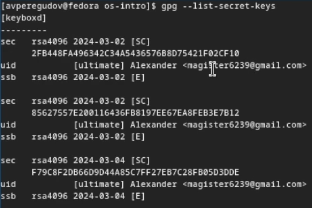 [avperegudov@fedora os-intro]$ gpg --list-secret-keys
[keyboxd]
---------
sec   rsa4096 2024-03-02 [SC]
      2FB448FA496342C34A5436576B8D75421F02CF10
uid           [ultimate] Alexander <magister6239@gmail.com>
ssb   rsa4096 2024-03-02 [E]
sec   rsa4096 2024-03-02 [SC]
      85627557E200116436FB8197EE67EA8FEB3E7B12
uid           [ultimate] Alexander <magister6239@gmail.com>
ssb   rsa4096 2024-03-02 [E]
sec   rsa4096 2024-03-04 [SC]
      F79C8F2DB66D9D44A85C7FF27EB7C28FB05D3DDE
uid           [ultimate] Alexander <magister6239@gmail.com>
ssb   rsa4096 2024-03-04 [E]